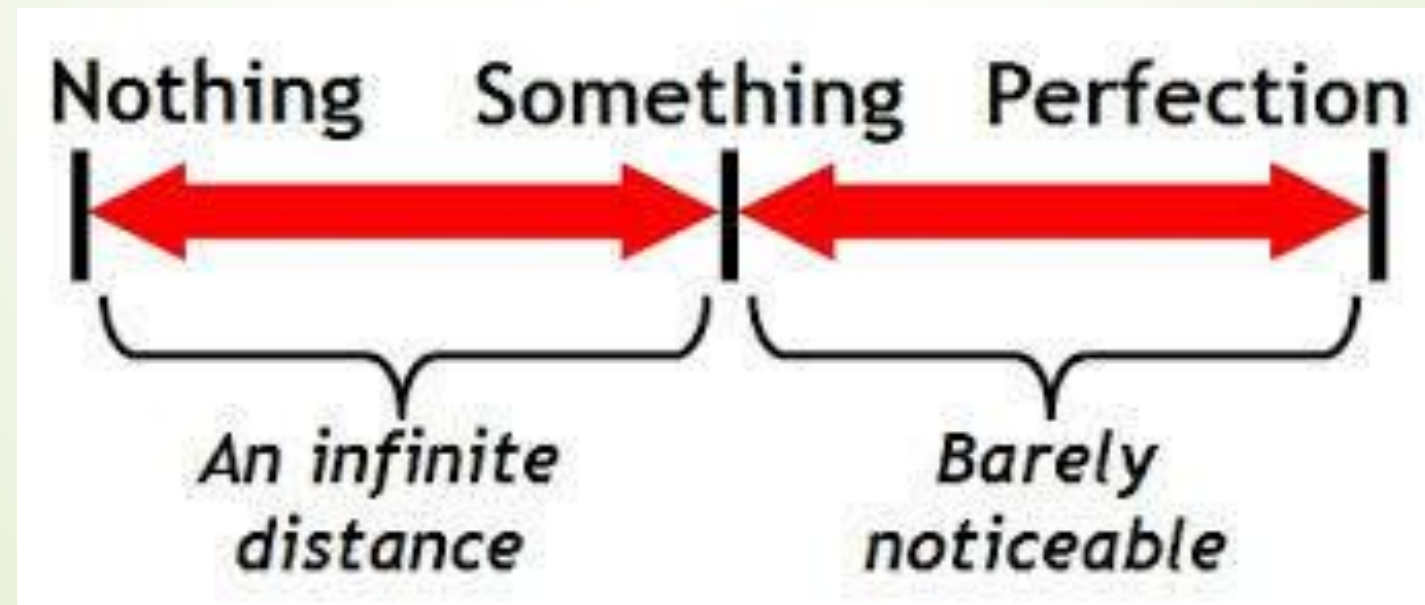 Nothing Something Perfection
An infinite
distance
Barely
noticeable